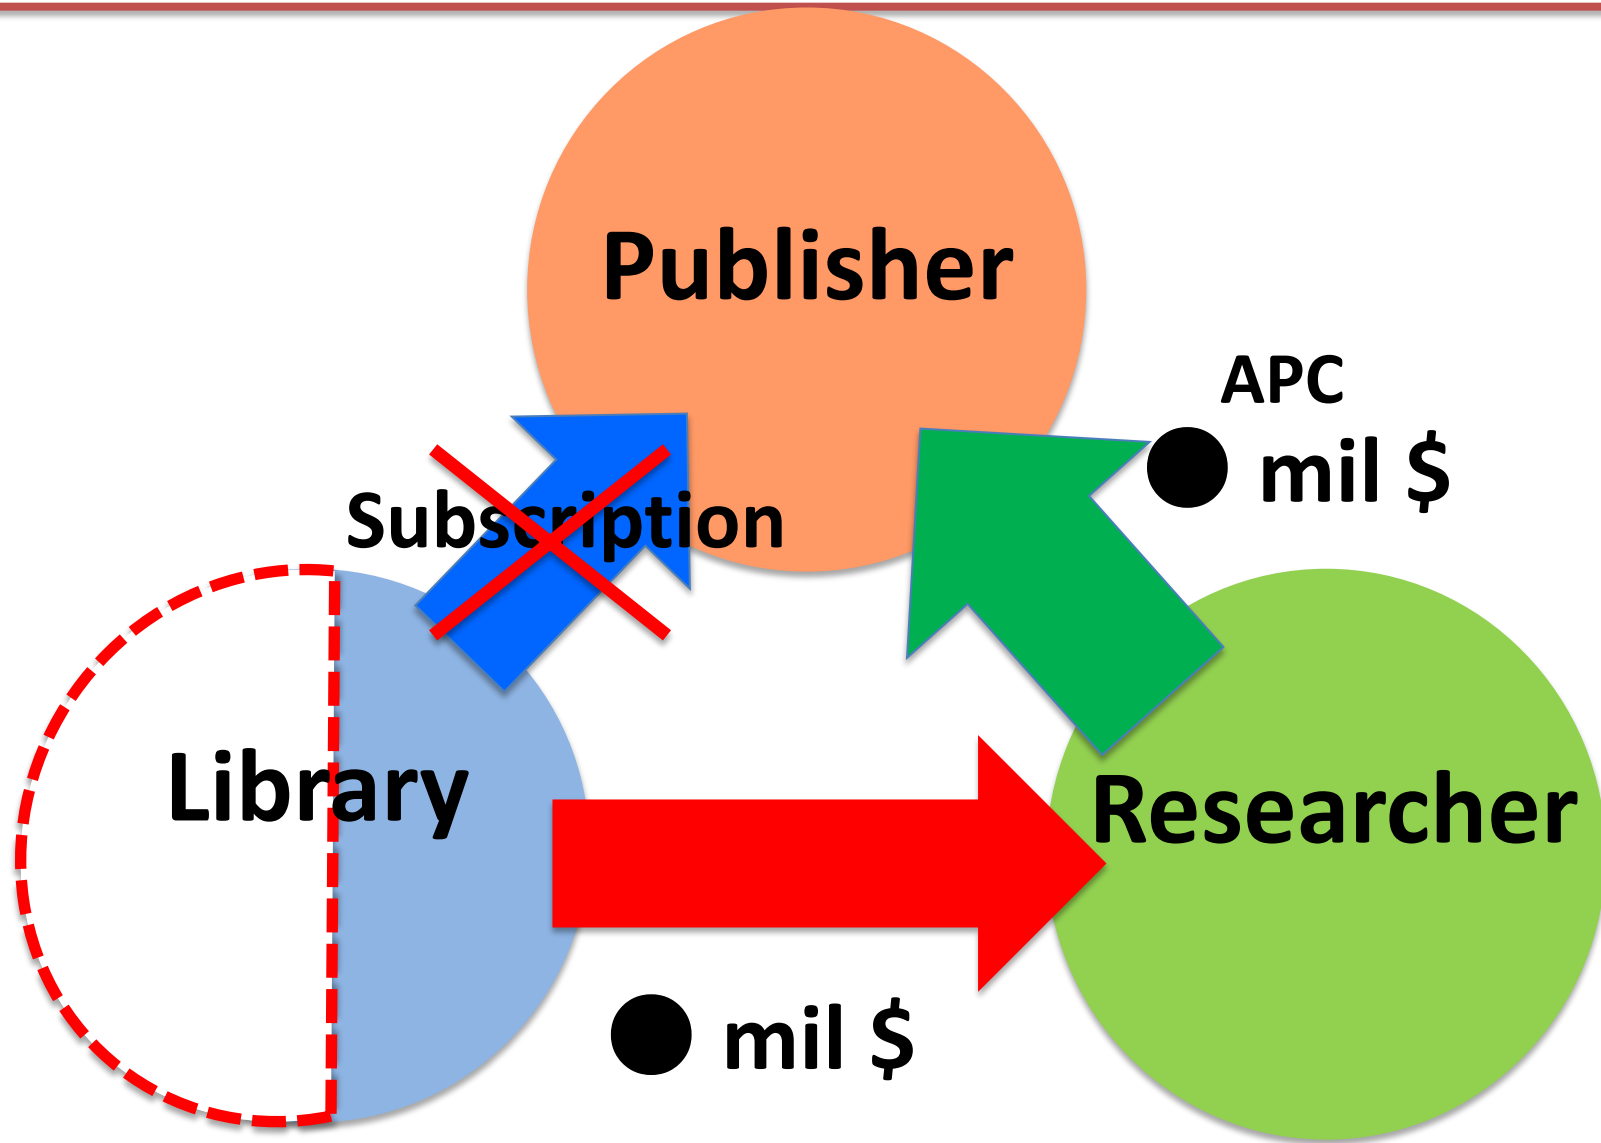 Publisher
APC
● mil $
Subscription
Library
Researcher
● mil $